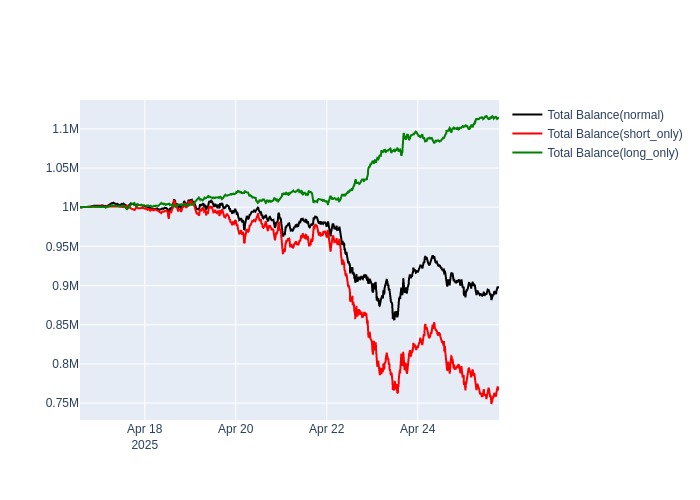 Total Balance(normal)
Total Balance(short_only)
Total Balance(long_only)
1.1M
1.05M
1M
0.95M
0.9M
0.85M
0.8M
0.75M
Apr 18
2025
Apr 20
Apr 22
Apr 24